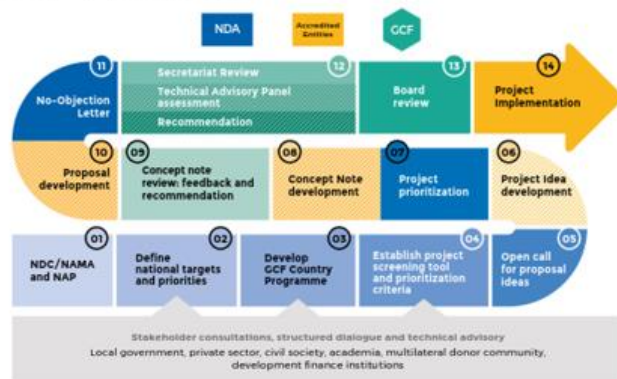 NDA
Accredited
Entities
GCF
11
No-Objection
Letter
12
Secretariat Review
Technical Advisory Panel
assessment
Recommendation
13
Board
review
14
Project
Implementation
10
Proposal
development
09
Concept note
review: feedback and
recommendation
08
Concept Note
development
07
Project
prioritization
06
Project Idea
development
01
NDC/NAMA
and NAP
02
Define
national targets
and priorities
03
Develop
GCF Country
Programme
04
Establish project
screening tool and
prioritization
criteria
05
Open call
for proposal
ideas
Stakeholder consultations, structured dialogue and technical advisory
Local government, private sector, civil society, academia, multilateral donor community,
development finance institutions